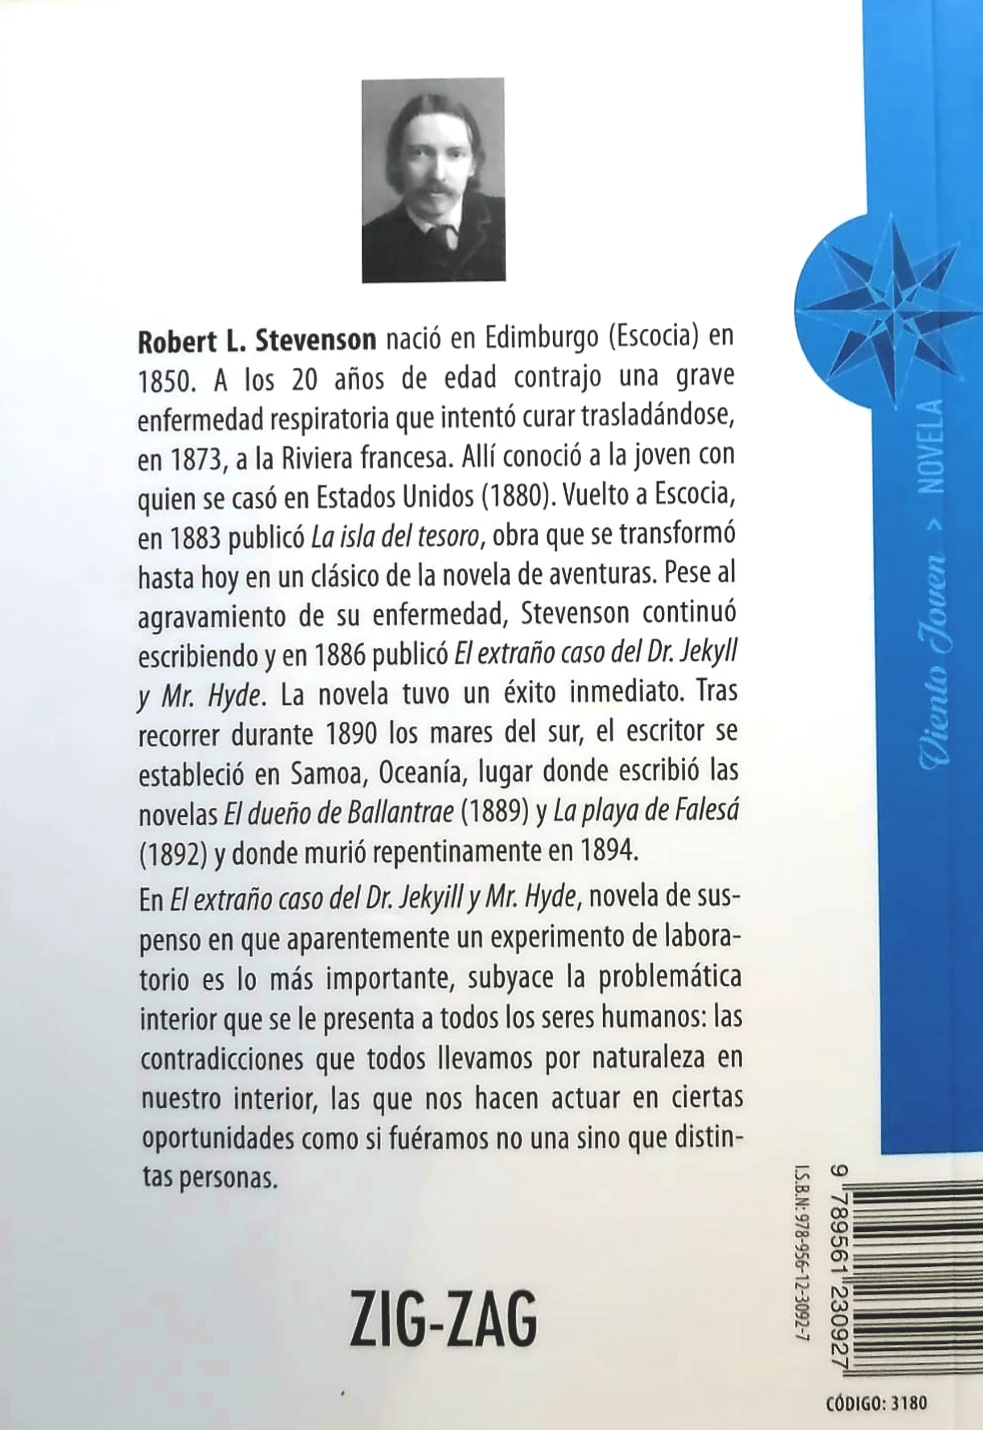 Robert L. Stevenson nació en Edimburgo (Escocia) en
1850. A los 20 años de edad contrajo una grave
enfermedad respiratoria que intentó curar trasladándose,
en 1873, a la Riviera francesa. Allí conoció a la joven con
quien se casó en Estados Unidos (1880). Vuelto a Escocia,
en 1883 publicó La isla del tesoro, obra que se transformó
hasta hoy en un clásico de la novela de aventuras. Pese al
agravamiento de su enfermedad, Stevenson continuó
escribiendo y en 1886 publicó El extraño caso del Dr. Jekyll
y Mr. Hyde. La novela tuvo un éxito inmediato. Tras
recorrer durante 1890 los mares del sur, el escritor se
estableció en Samoa, Oceanía, lugar donde escribió las
novelas El dueño de Ballantrae (1889) y La playa de Falesá
(1892) y donde murió repentinamente en 1894.
En El extraño caso del Dr. Jekyill y Mr. Hyde, novela de sus-
penso en que aparentemente un experimento de labora-
torio es lo más importante, subyace la problemática
interior que se le presenta a todos los seres humanos: las
contradicciones que todos llevamos por naturaleza en
nuestro interior, las que nos hacen actuar en ciertas
oportunidades como si fuéramos no una sino que distin-
tas personas.
ZIG-ZAG
Viento Joven > NOVELA
I.S.B.N: 978-956-12-3092-7
9 789561 230927
CÓDIGO: 3180